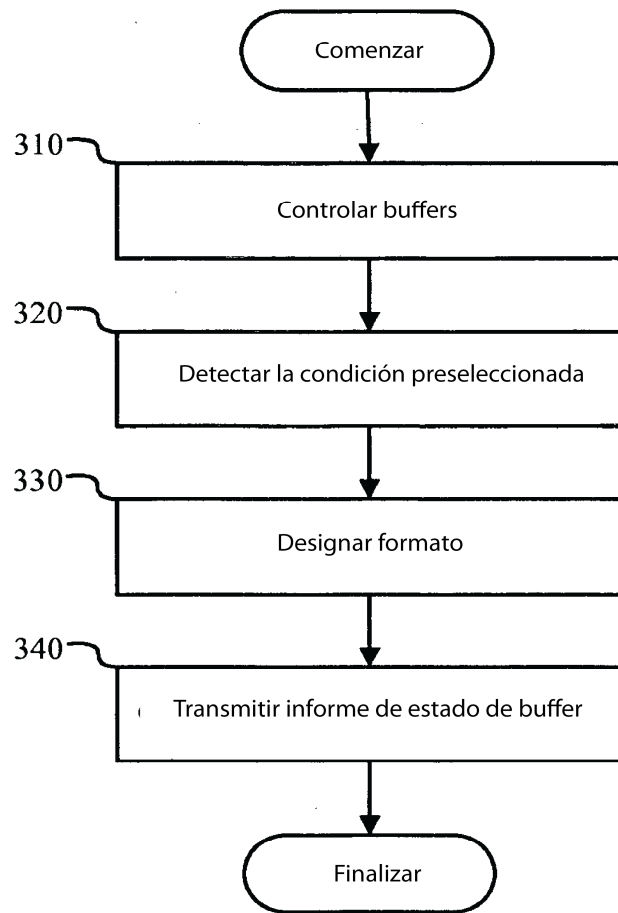 Comenzar
310
Controlar buffers
320
Detectar la condición preseleccionada
330
Designar formato
340
Transmitir informe de estado de buffer
Finalizar